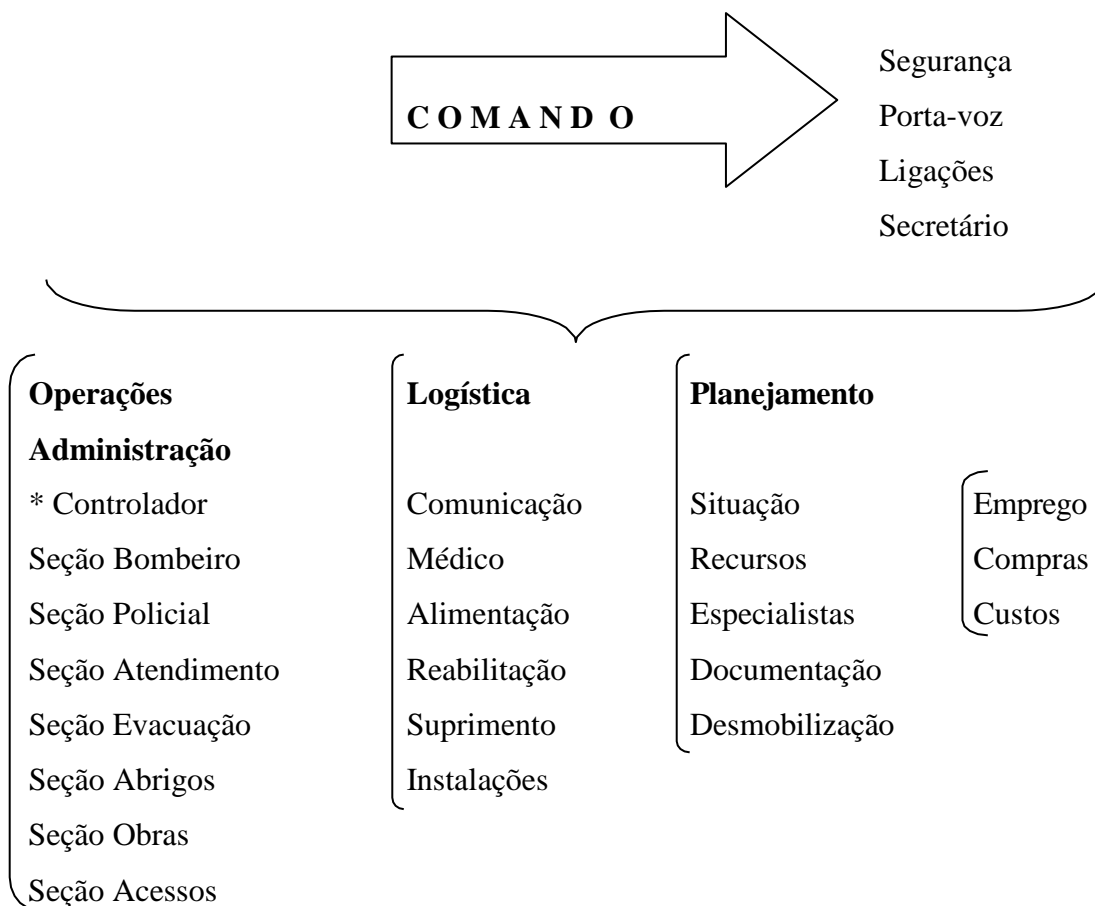 C O M A N D O
Segurança
Porta-voz
Ligações
Secretário
Operações
Administração
* Controlador
Seção Bombeiro
Seção Policial
Seção Atendimento
Seção Evacuação
Seção Abrigos
Seção Obras
Seção Acessos
Logística
Comunicação
Médico
Alimentação
Reabilitação
Suprimento
Instalações
Planejamento
Situação
Recursos
Especialistas
Documentação
Desmobilização
Emprego
Compras
Custos